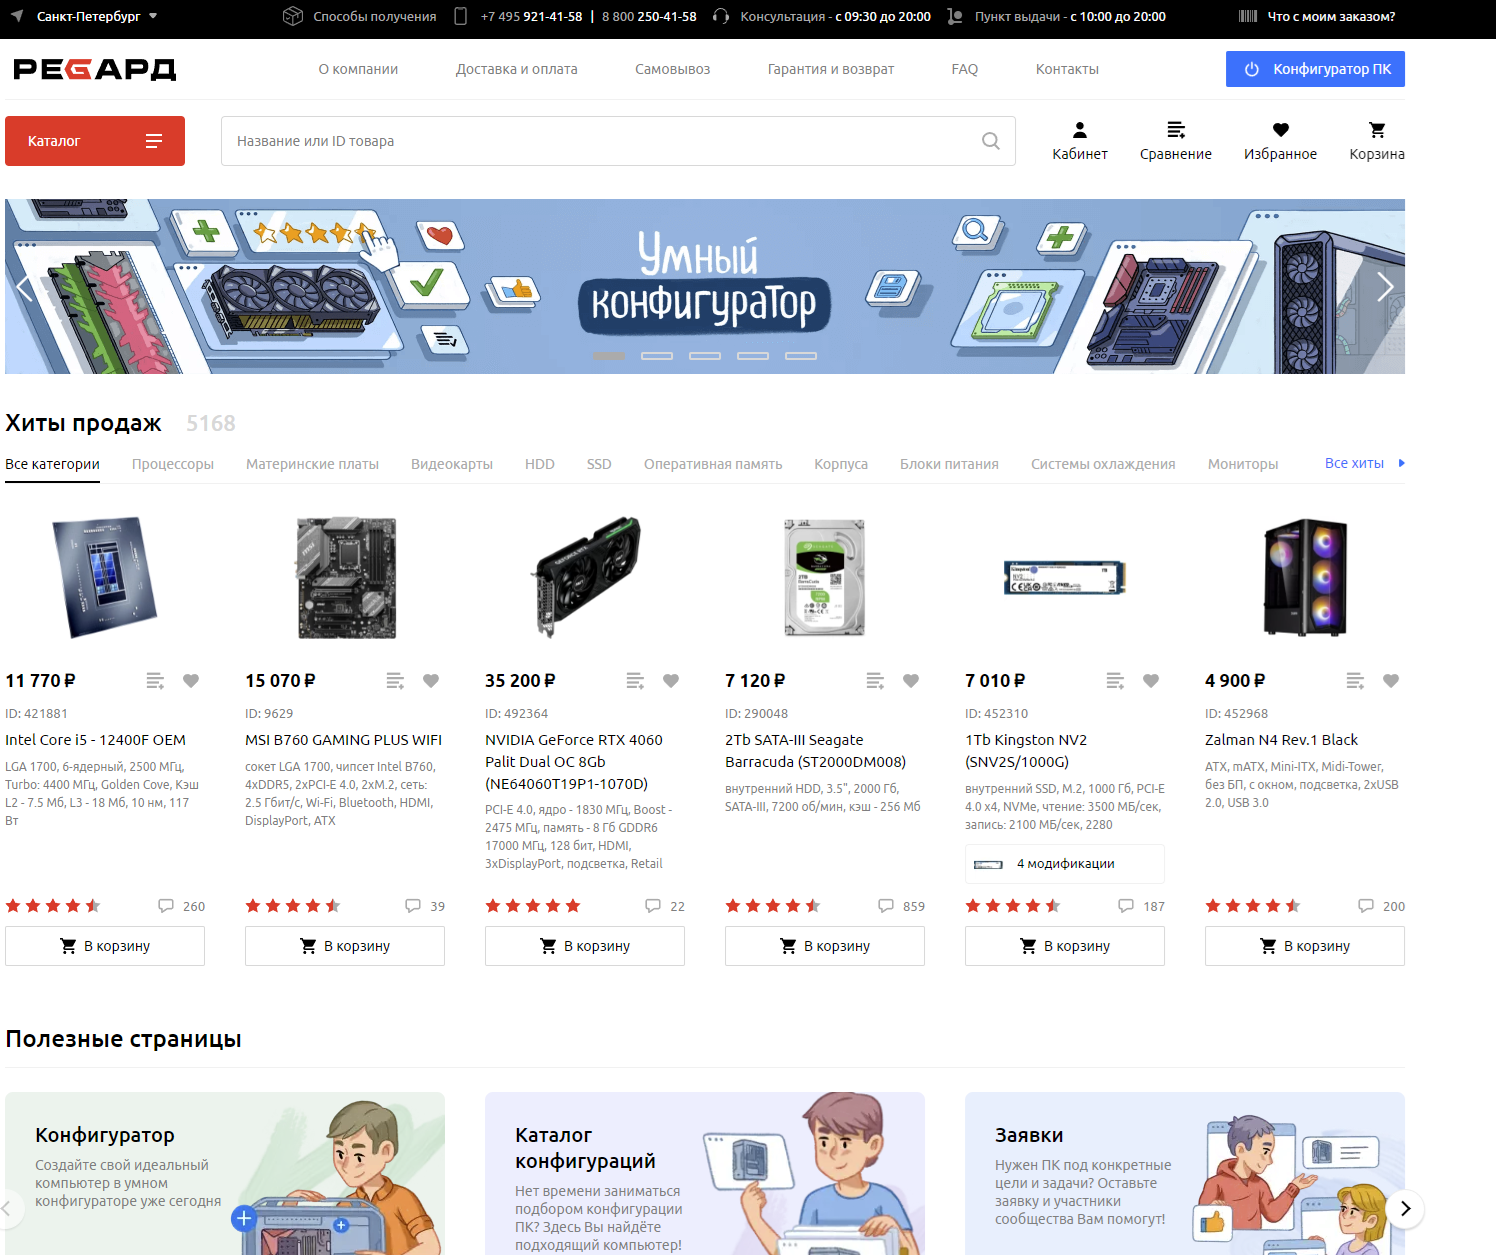 Санкт-Петербург
Способы получения
+7 495 921-41-58 | 8 800 250-41-58
Консультация - с 09:30 до 20:00
Пункт выдачи - с 10:00 до 20:00
Что с моим заказом?
РЕГАРД
О компании
Доставка и оплата
Самовывоз
Гарантия и возврат
FAQ
Контакты
Конфигуратор ПК
Каталог
Название или ID товара
Кабинет
Сравнение
Избранное
Корзина
Умный
конфигуратор
Хиты продаж 5168
Все категории
Процессоры
Материнские платы
Видеокарты
HDD
SSD
Оперативная память
Корпуса
Блоки питания
Системы охлаждения
Мониторы
Все хиты
11 770 ₽
ID: 421881
Intel Core i5 - 12400F OEM
LGA 1700, 6-ядерный, 2500 МГц,
Turbo: 4400 МГц, Golden Cove, Кэш
L2 - 7.5 Мб, L3 - 18 Мб, 10 нм, 117
Вт
260
В корзину
15 070 ₽
ID: 9629
MSI B760 GAMING PLUS WIFI
сокет LGA 1700, чипсет Intel B760,
4xDDR5, 2xPCI-E 4.0, 2xM.2, сеть:
2.5 Гбит/с, Wi-Fi, Bluetooth, HDMI,
DisplayPort, ATX
39
В корзину
35 200 ₽
ID: 492364
NVIDIA GeForce RTX 4060
Palit Dual OC 8Gb
(NE64060T19P1-1070D)
PCI-E 4.0, ядро - 1830 МГц, Boost -
2475 МГц, память - 8 Гб GDDR6
17000 МГц, 128 бит, HDMI,
3xDisplayPort, подсветка, Retail
22
В корзину
7 120 ₽
ID: 290048
2Tb SATA-III Seagate
Barracuda (ST2000DM008)
внутренний HDD, 3.5", 2000 Гб,
SATA-III, 7200 об/мин, кэш - 256 Мб
859
В корзину
7 010 ₽
ID: 452310
1Tb Kingston NV2
(SNV2S/1000G)
внутренний SSD, M.2, 1000 Гб, PCI-E
4.0 x4, NVMe, чтение: 3500 МБ/сек,
запись: 2100 МБ/сек, 2280
4 модификации
187
В корзину
4 900 ₽
ID: 452968
Zalman N4 Rev.1 Black
ATX, mATX, Mini-ITX, Midi-Tower,
без БП, с окном, подсветка, 2xUSB
2.0, USB 3.0
200
В корзину
Полезные страницы
Конфигуратор
Создайте свой идеальный
компьютер в умном
конфигураторе уже сегодня
Каталог
конфигураций
Нет времени заниматься
подбором конфигурации
ПК? Здесь Вы найдёте
подходящий компьютер!
Заявки
Нужен ПК под конкретные
цели и задачи? Оставьте
заявку и участники
сообщества Вам помогут!